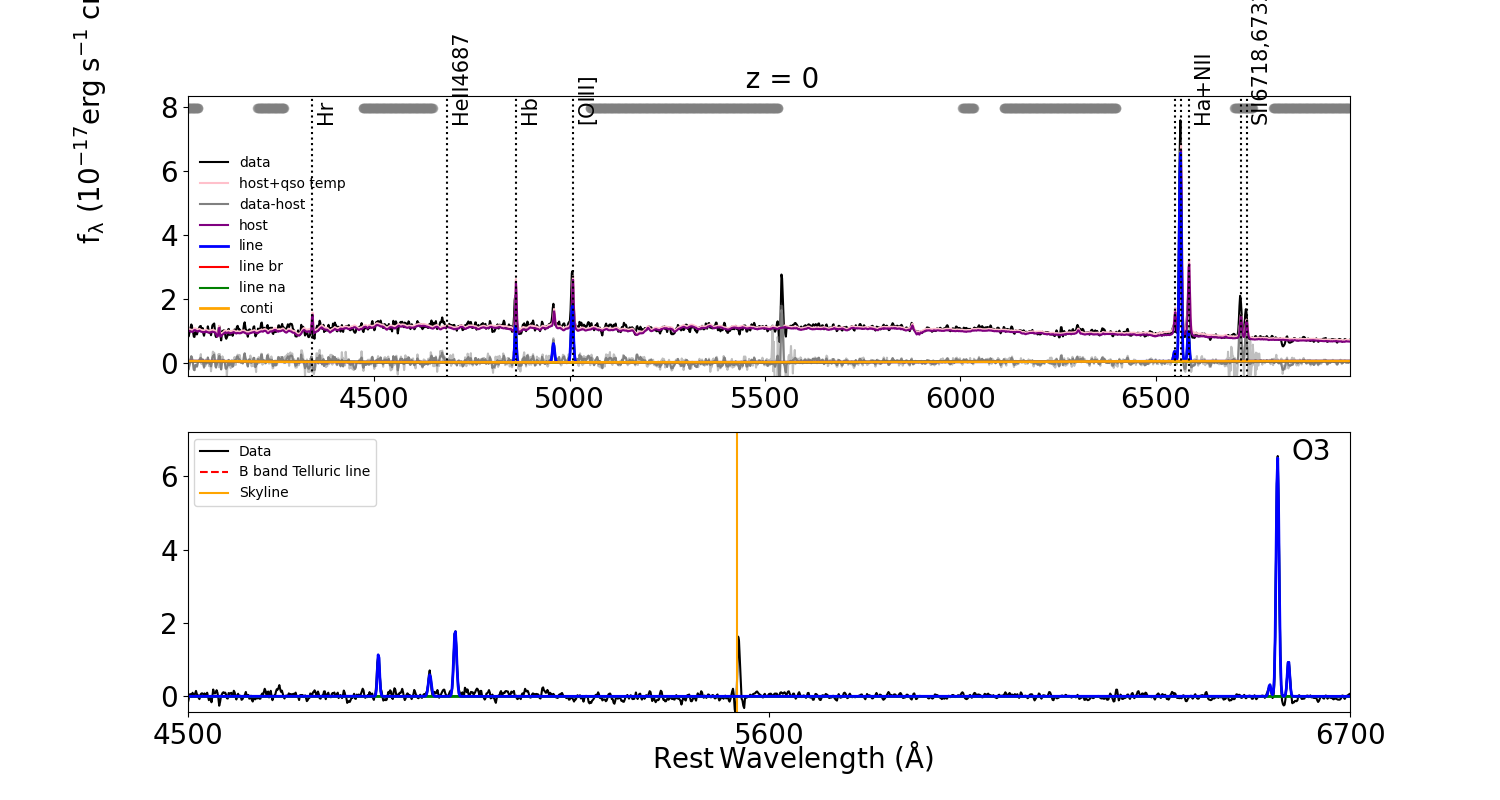 f_λ (10^−17 erg s^−1
z = 0
Hr
HeII4687
Hb
[OIII]
Ha+NII
8
6
4
2
0
data
host+qso temp
data-host
host
line
line br
line na
conti
4500
5000
5500
6000
6500
6
4
2
0
Data
B band Telluric line
Skyline
O3
4500
5600
6700
Rest Wavelength (Å)